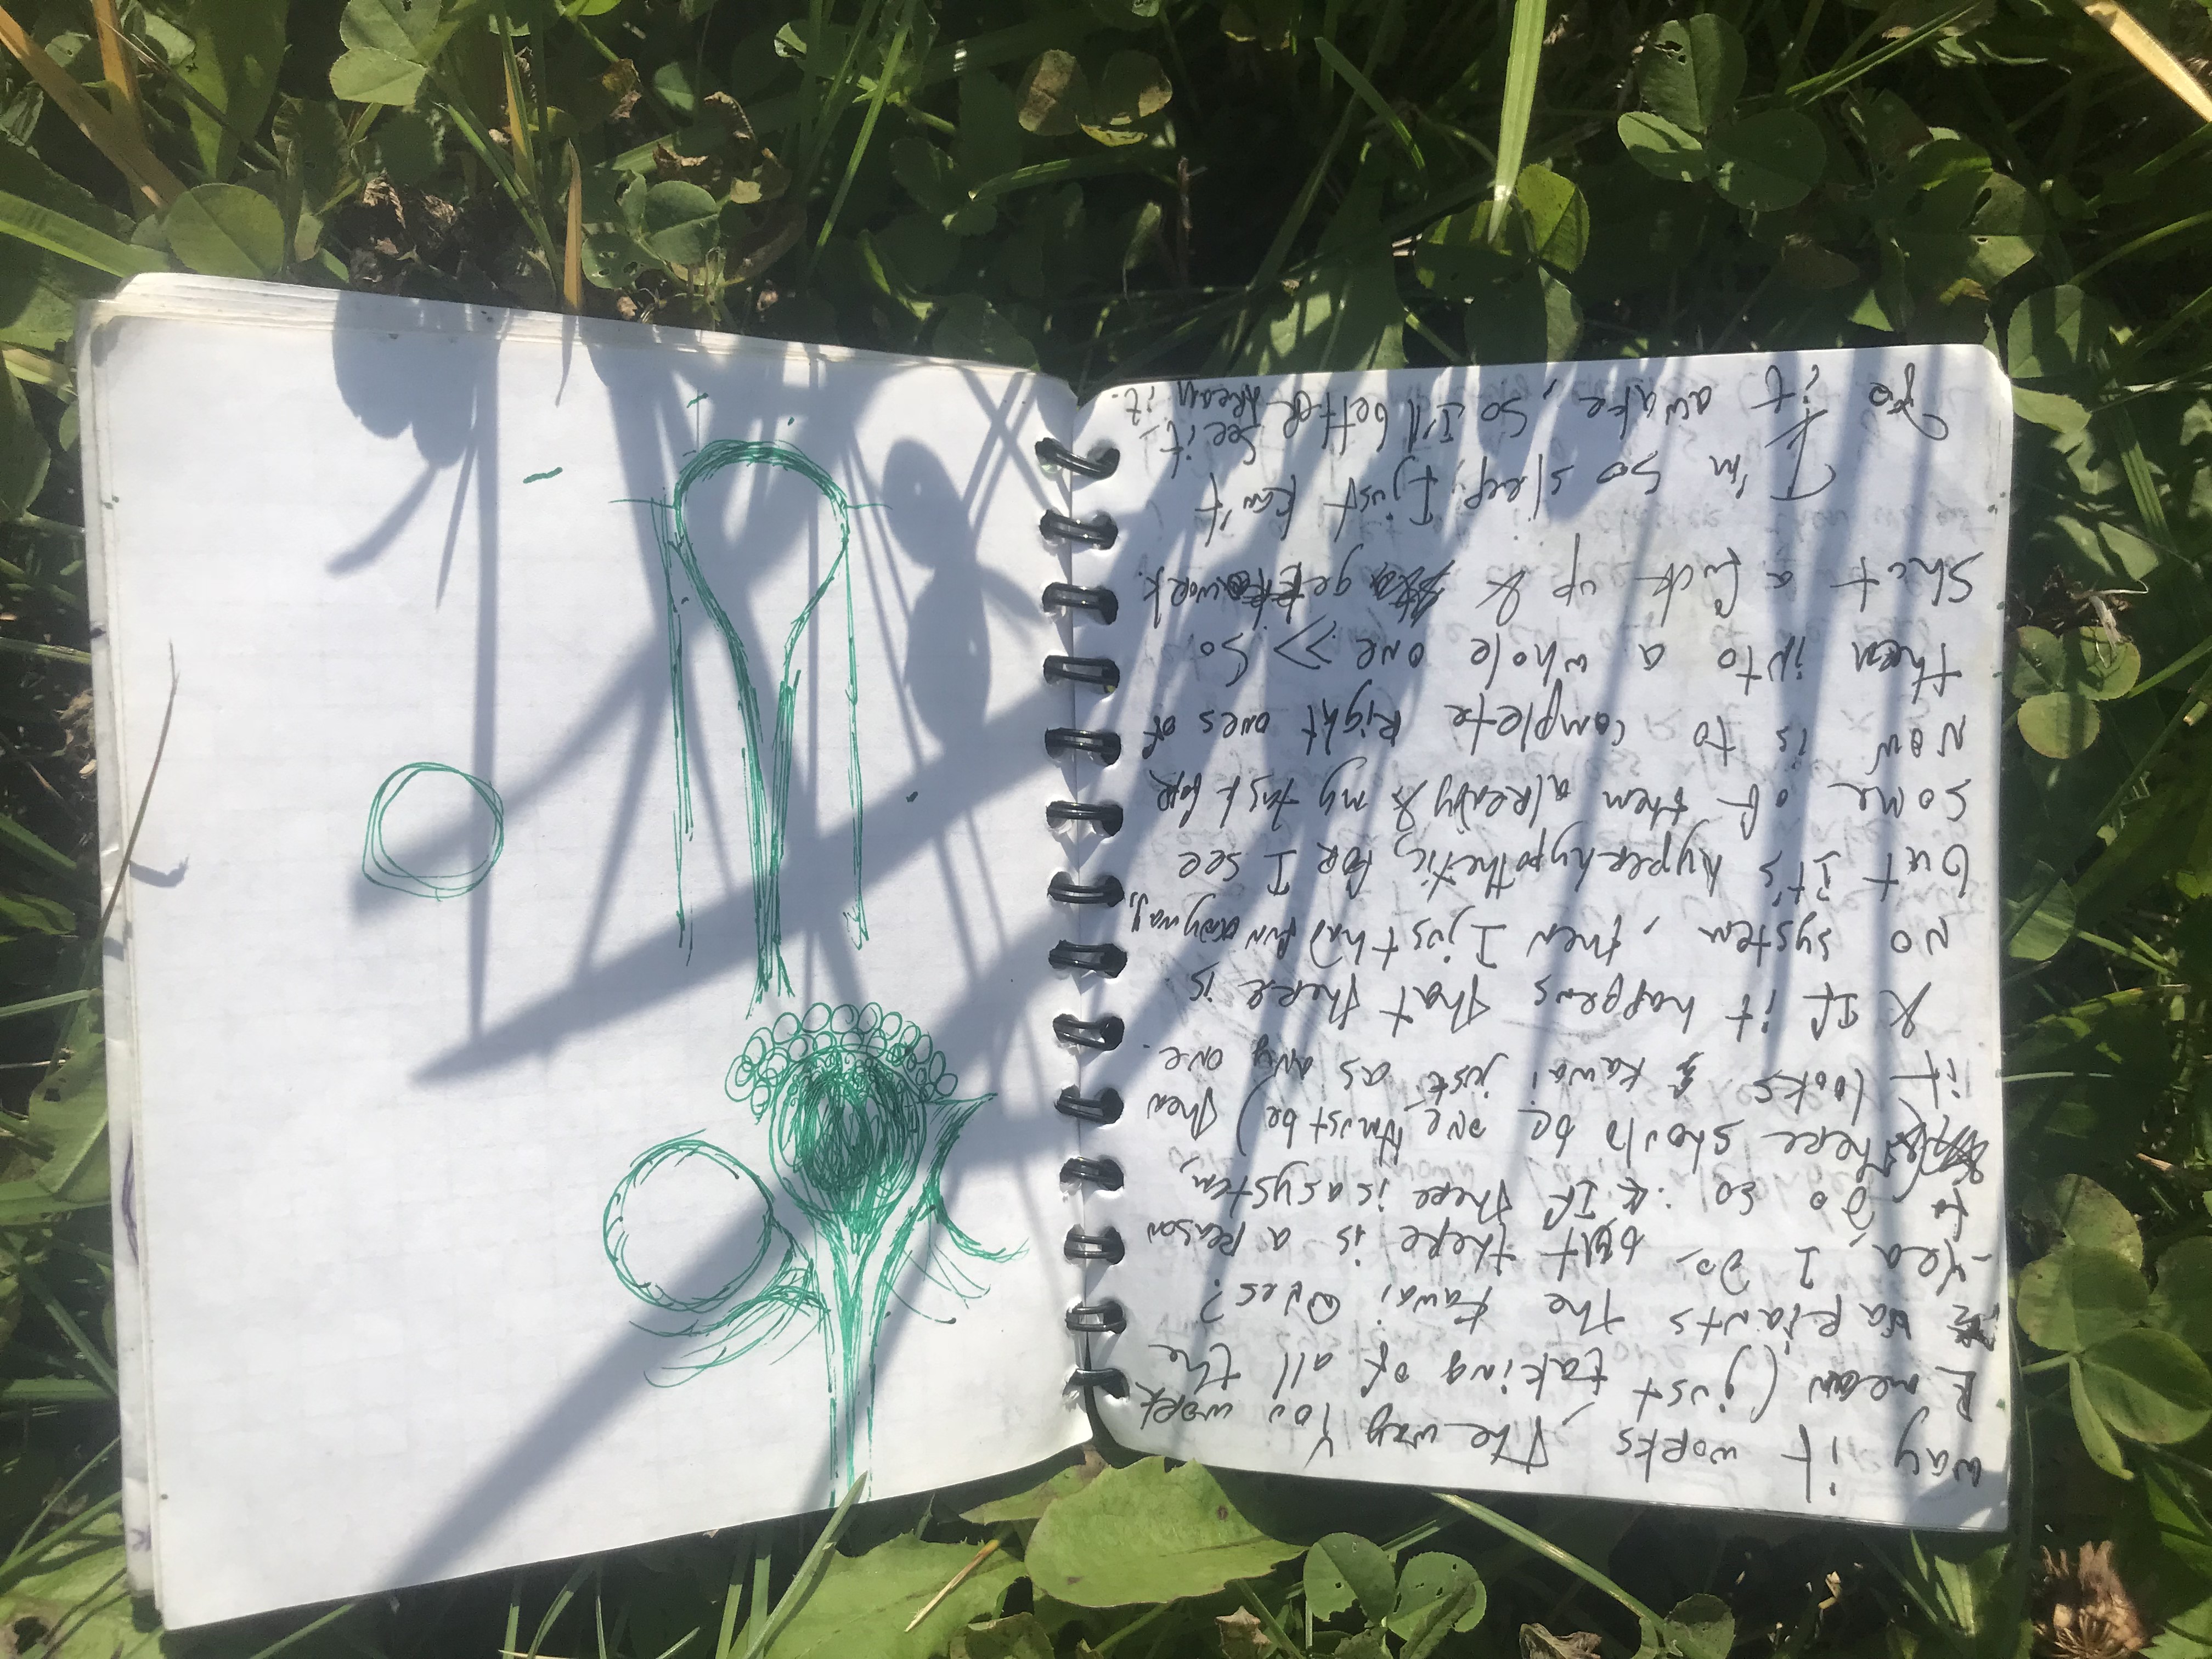 way it works, The way You work
I mean (just taking of all the
variants the kawai Ones?
-Yea, I Do, but there is a reason
to do so : « If there is a system,
(there should be one, must be) then
it looks kawai just as any one.
& If it happens that there is
no system, then I just had fun anyways,
but It's hyperhypothetic, for I see
some of them already & my task for
now is to complete right ones of
them into a whole one ». So
shut a fuck up & get to work.
I'm so sleep, I just kan't
do it awake, so I'll better see it,
dream it.